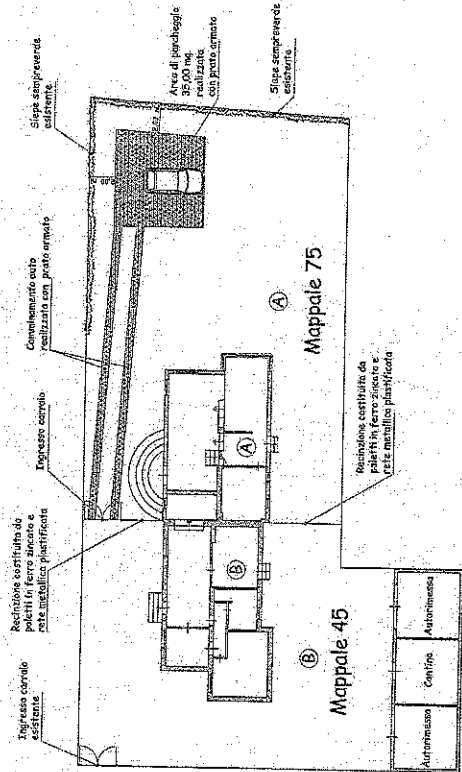 Ingresso carraio
esistente
Recinzione costituita da
paletti in ferro zincato e
rete metallica plastificata
Ingresso carraio
Camminamento auto
realizzato con prato armato
Siepe sempreverde
esistente
Area di parcheggio
35,00 mq.
realizzata
con prato armato
Siepe sempreverde
esistente
A
Mappale 75
A
Recinzione costituita da
paletti in ferro zincato e
rete metallica plastificata
B
B
Mappale 45
Autorimessa
Cantina
Autorimessa